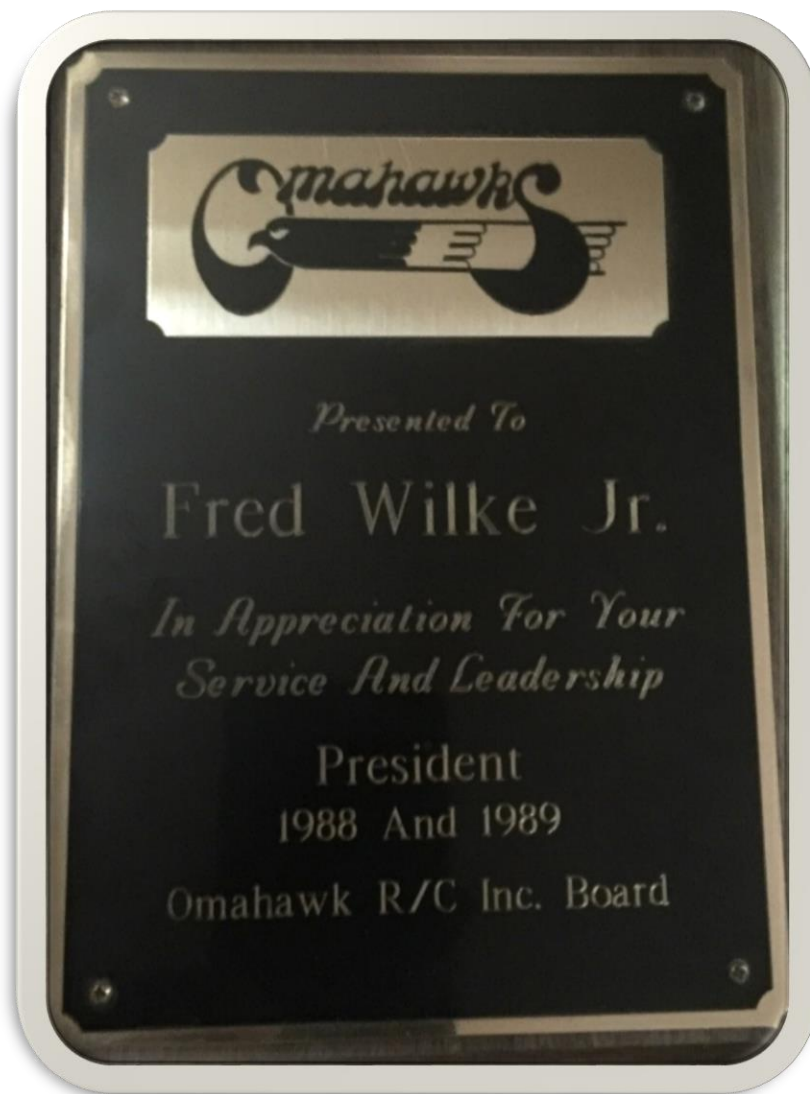 Omahawks
Presented To
Fred Wilke Jr.
In Appreciation For Your
Service And Leadership
President
1988 And 1989
Omahawk R/C Inc. Board